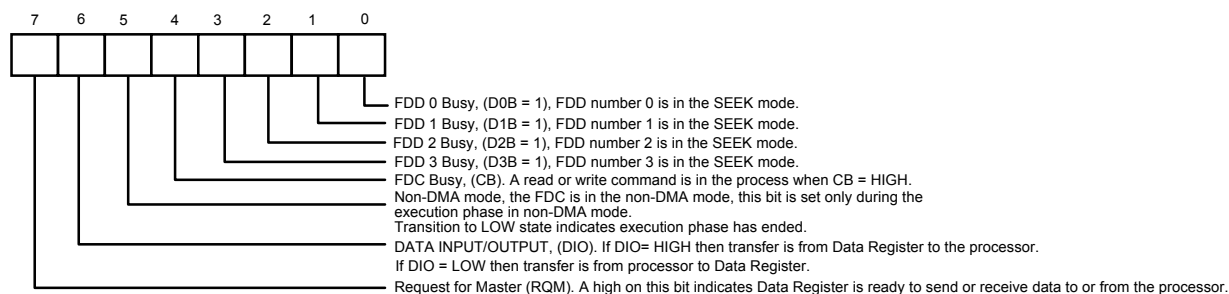 7 6 5 4 3 2 1 0
FDD 0 Busy, (D0B = 1), FDD number 0 is in the SEEK mode.
FDD 1 Busy, (D1B = 1), FDD number 1 is in the SEEK mode.
FDD 2 Busy, (D2B = 1), FDD number 2 is in the SEEK mode.
FDD 3 Busy, (D3B = 1), FDD number 3 is in the SEEK mode.
FDC Busy, (CB). A read or write command is in the process when CB = HIGH.
Non-DMA mode, the FDC is in the non-DMA mode, this bit is set only during the
execution phase in non-DMA mode.
Transition to LOW state indicates execution phase has ended.
DATA INPUT/OUTPUT, (DIO). If DIO= HIGH then transfer is from Data Register to the processor.
If DIO = LOW then transfer is from processor to Data Register.
Request for Master (RQM). A high on this bit indicates Data Register is ready to send or receive data to or from the processor.